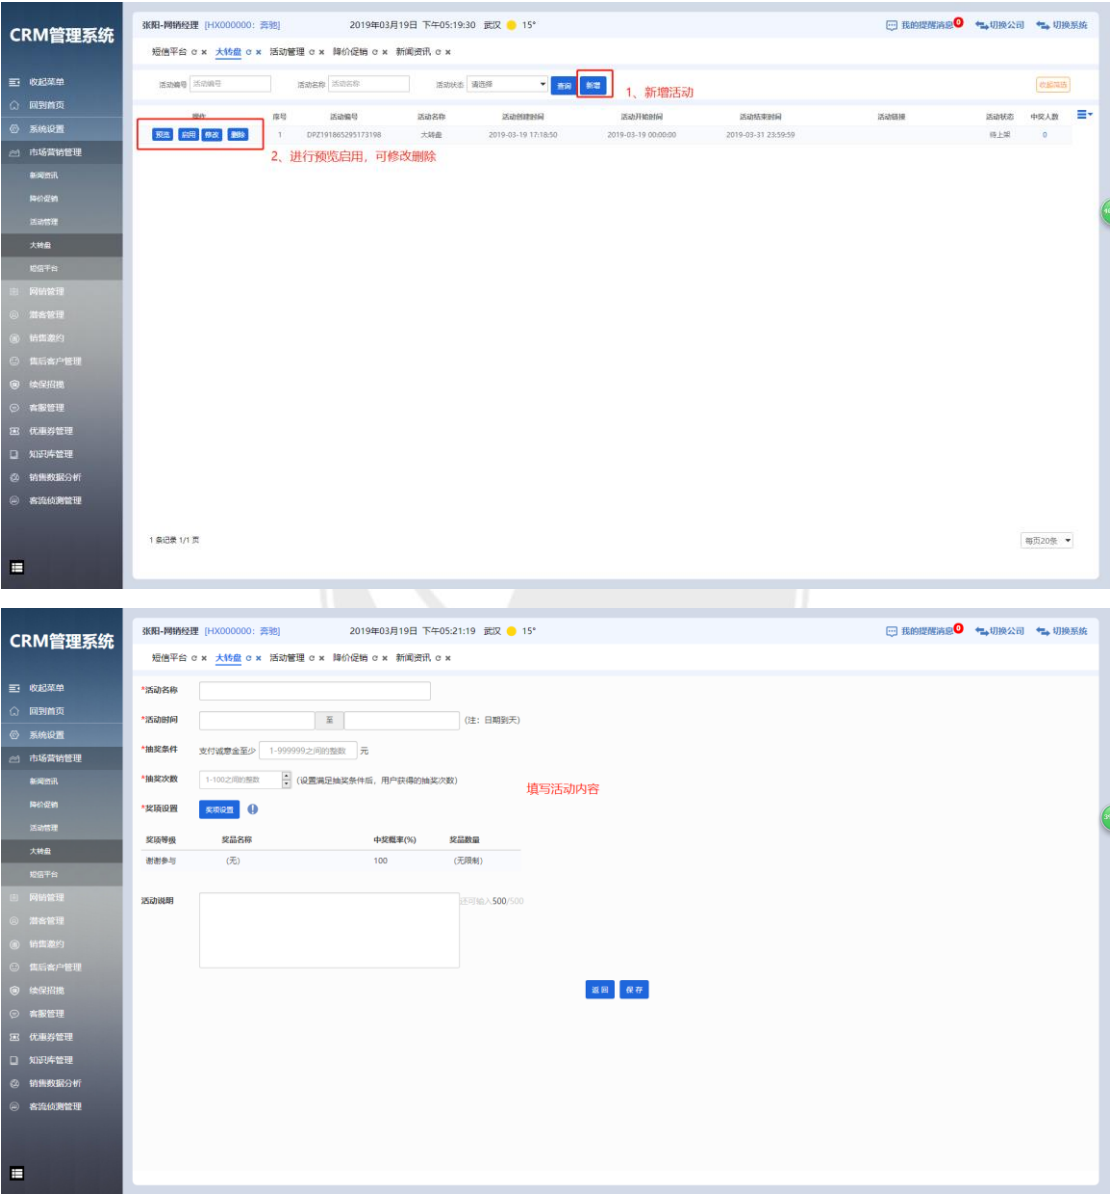 CRM管理系统
张阳-网销经理 [HX000000：奔驰] 2019年03月19日 下午05:19:30 武汉 15° 我的提醒消息 0 切换公司 切换系统
短信平台 大转盘 活动管理 降价促销 新闻资讯
收起菜单
回到首页
系统设置
市场营销管理
新闻资讯
降价促销
活动管理
大转盘
短信平台
网销管理
潜客管理
销售邀约
售后客户管理
续保招揽
客服管理
优惠券管理
知识库管理
销售数据分析
客流侦测管理
活动编号 活动编号 活动名称 活动名称 活动状态 请选择 查询 新增 收起筛选
1、新增活动
操作 序号 活动编号 活动名称 活动创建时间 活动开始时间 活动结束时间 活动链接 活动状态 中奖人数
预览 启用 修改 删除 1 DPZ191865295173198 大转盘 2019-03-19 17:18:50 2019-03-19 00:00:00 2019-03-31 23:59:59 待上架 0
2、进行预览启用，可修改删除
1 条记录 1/1 页 每页20条
CRM管理系统
张阳-网销经理 [HX000000：奔驰] 2019年03月19日 下午05:21:19 武汉 15° 我的提醒消息 0 切换公司 切换系统
短信平台 大转盘 活动管理 降价促销 新闻资讯
收起菜单
回到首页
系统设置
市场营销管理
新闻资讯
降价促销
活动管理
大转盘
短信平台
网销管理
潜客管理
销售邀约
售后客户管理
续保招揽
客服管理
优惠券管理
知识库管理
销售数据分析
客流侦测管理
*活动名称
*活动时间 至 (注：日期到天)
*抽奖条件 支付诚意金至少 1-999999之间的整数 元
*抽奖次数 1-100之间的整数 (设置满足抽奖条件后，用户获得的抽奖次数)
填写活动内容
*奖项设置 奖项设置
奖项等级 奖品名称 中奖概率(%) 奖品数量
谢谢参与 (无) 100 (无限制)
活动说明 还可输入500/500
返回 保存